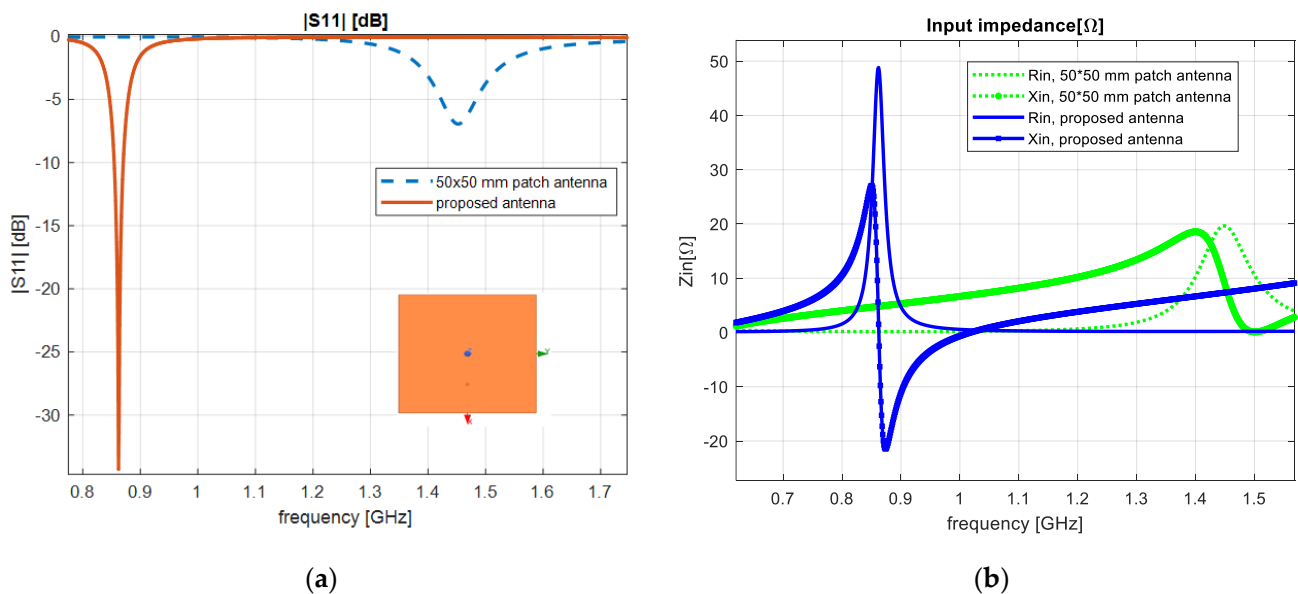 |S11| [dB]
0
-5
-10
-15
-20
-25
-30
|S11| [dB]
50x50 mm patch antenna
proposed antenna
Y
0.8 0.9 1 1.1 1.2 1.3 1.4 1.5 1.6 1.7
frequency [GHz]
(a)
Input impedance[Ω]
50
40
30
20
10
0
-10
-20
Zin[Ω]
Rin, 50*50 mm patch antenna
Xin, 50*50 mm patch antenna
Rin, proposed antenna
Xin, proposed antenna
0.7 0.8 0.9 1 1.1 1.2 1.3 1.4 1.5
frequency [GHz]
(b)